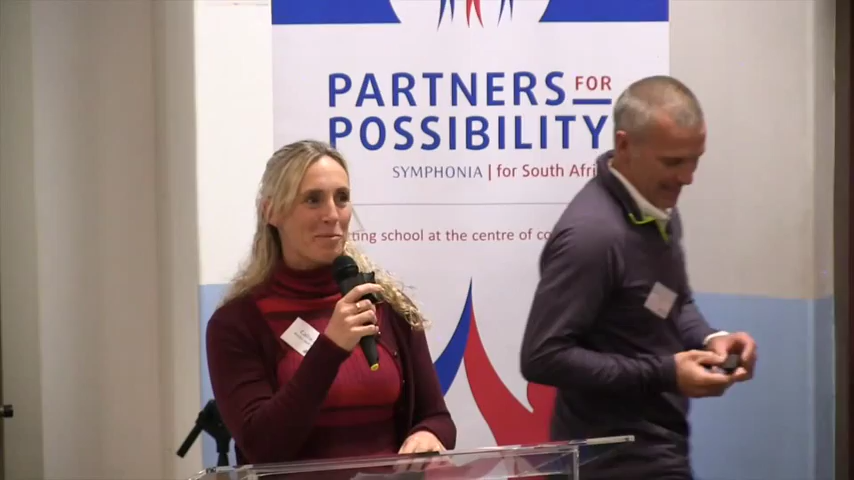 PARTNERS FOR
POSSIBILITY
SYMPHONIA | for South Afri
ting school at the centre of co